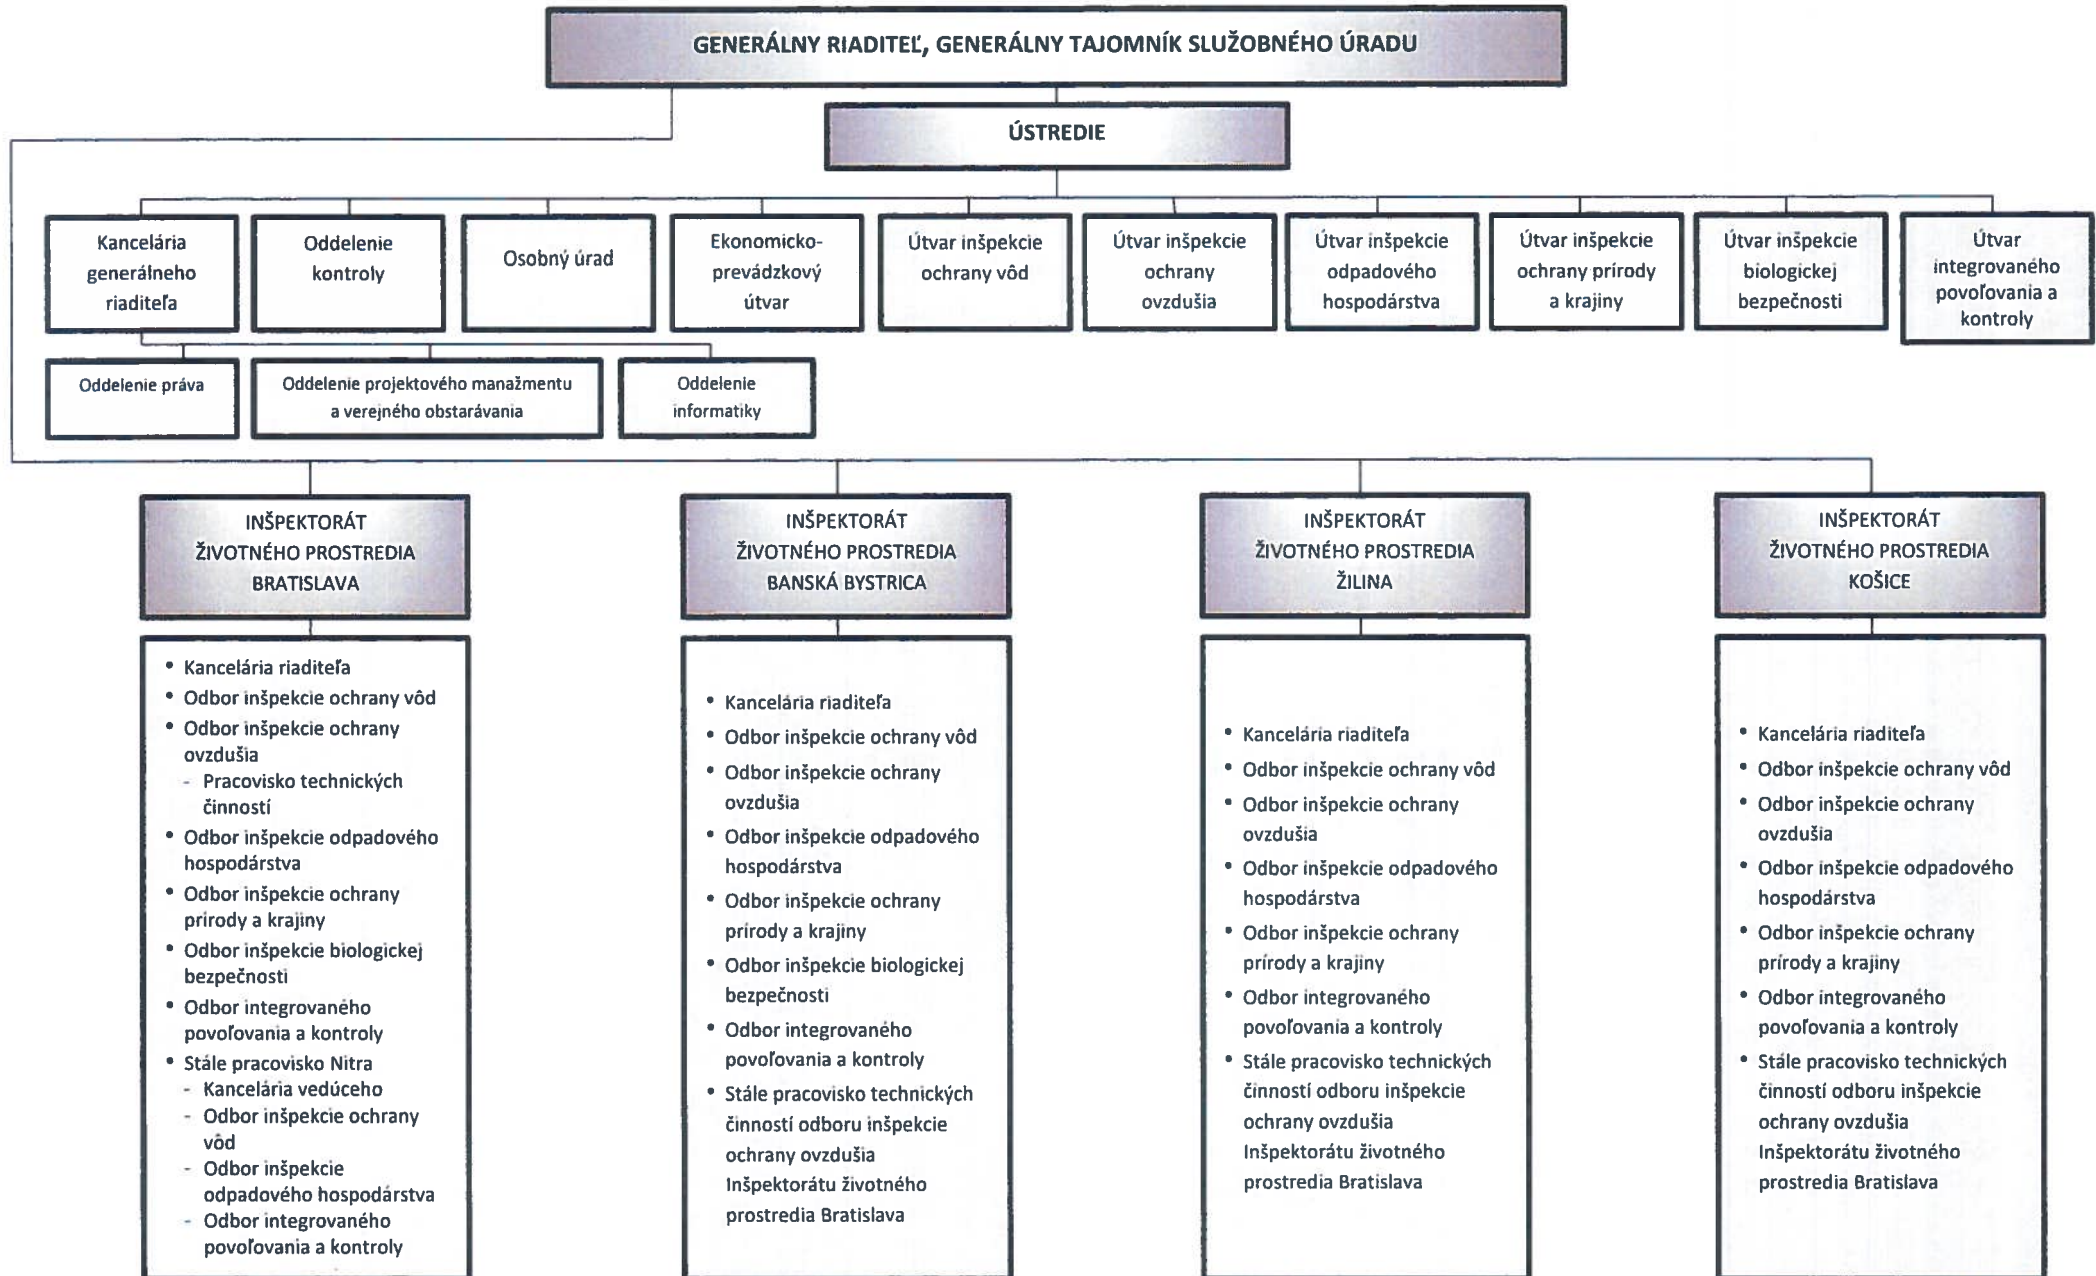 GENERÁLNY RIADITEĽ, GENERÁLNY TAJOMNÍK SLUŽOBNÉHO ÚRADU
ÚSTREDIE
Kancelária
generálneho
riaditeľa
Oddelenie
kontroly
Osobný úrad
Ekonomicko-
prevádzkový
útvar
Útvar inšpekcie
ochrany vôd
Útvar inšpekcie
ochrany
ovzdušia
Útvar inšpekcie
odpadového
hospodárstva
Útvar inšpekcie
ochrany prírody
a krajiny
Útvar inšpekcie
biologickej
bezpečnosti
Útvar
integrovaného
povoľovania a
kontroly
Oddelenie práva
Oddelenie projektového manažmentu
a verejného obstarávania
Oddelenie
informatiky
INŠPEKTORÁT
ŽIVOTNÉHO PROSTREDIA
BRATISLAVA
• Kancelária riaditeľa
• Odbor inšpekcie ochrany vôd
• Odbor inšpekcie ochrany
ovzdušia
- Pracovisko technických
činností
• Odbor inšpekcie odpadového
hospodárstva
• Odbor inšpekcie ochrany
prírody a krajiny
• Odbor inšpekcie biologickej
bezpečnosti
• Odbor integrovaného
povoľovania a kontroly
• Stále pracovisko Nitra
- Kancelária vedúceho
- Odbor inšpekcie ochrany
vôd
- Odbor inšpekcie
odpadového hospodárstva
- Odbor integrovaného
povoľovania a kontroly
INŠPEKTORÁT
ŽIVOTNÉHO PROSTREDIA
BANSKÁ BYSTRICA
• Kancelária riaditeľa
• Odbor inšpekcie ochrany vôd
• Odbor inšpekcie ochrany
ovzdušia
• Odbor inšpekcie odpadového
hospodárstva
• Odbor inšpekcie ochrany
prírody a krajiny
• Odbor inšpekcie biologickej
bezpečnosti
• Odbor integrovaného
povoľovania a kontroly
• Stále pracovisko technických
činností odboru inšpekcie
ochrany ovzdušia
Inšpektorátu životného
prostredia Bratislava
INŠPEKTORÁT
ŽIVOTNÉHO PROSTREDIA
ŽILINA
• Kancelária riaditeľa
• Odbor inšpekcie ochrany vôd
• Odbor inšpekcie ochrany
ovzdušia
• Odbor inšpekcie odpadového
hospodárstva
• Odbor inšpekcie ochrany
prírody a krajiny
• Odbor integrovaného
povoľovania a kontroly
• Stále pracovisko technických
činností odboru inšpekcie
ochrany ovzdušia
Inšpektorátu životného
prostredia Bratislava
INŠPEKTORÁT
ŽIVOTNÉHO PROSTREDIA
KOŠICE
• Kancelária riaditeľa
• Odbor inšpekcie ochrany vôd
• Odbor inšpekcie ochrany
ovzdušia
• Odbor inšpekcie odpadového
hospodárstva
• Odbor inšpekcie ochrany
prírody a krajiny
• Odbor integrovaného
povoľovania a kontroly
• Stále pracovisko technických
činností odboru inšpekcie
ochrany ovzdušia
Inšpektorátu životného
prostredia Bratislava